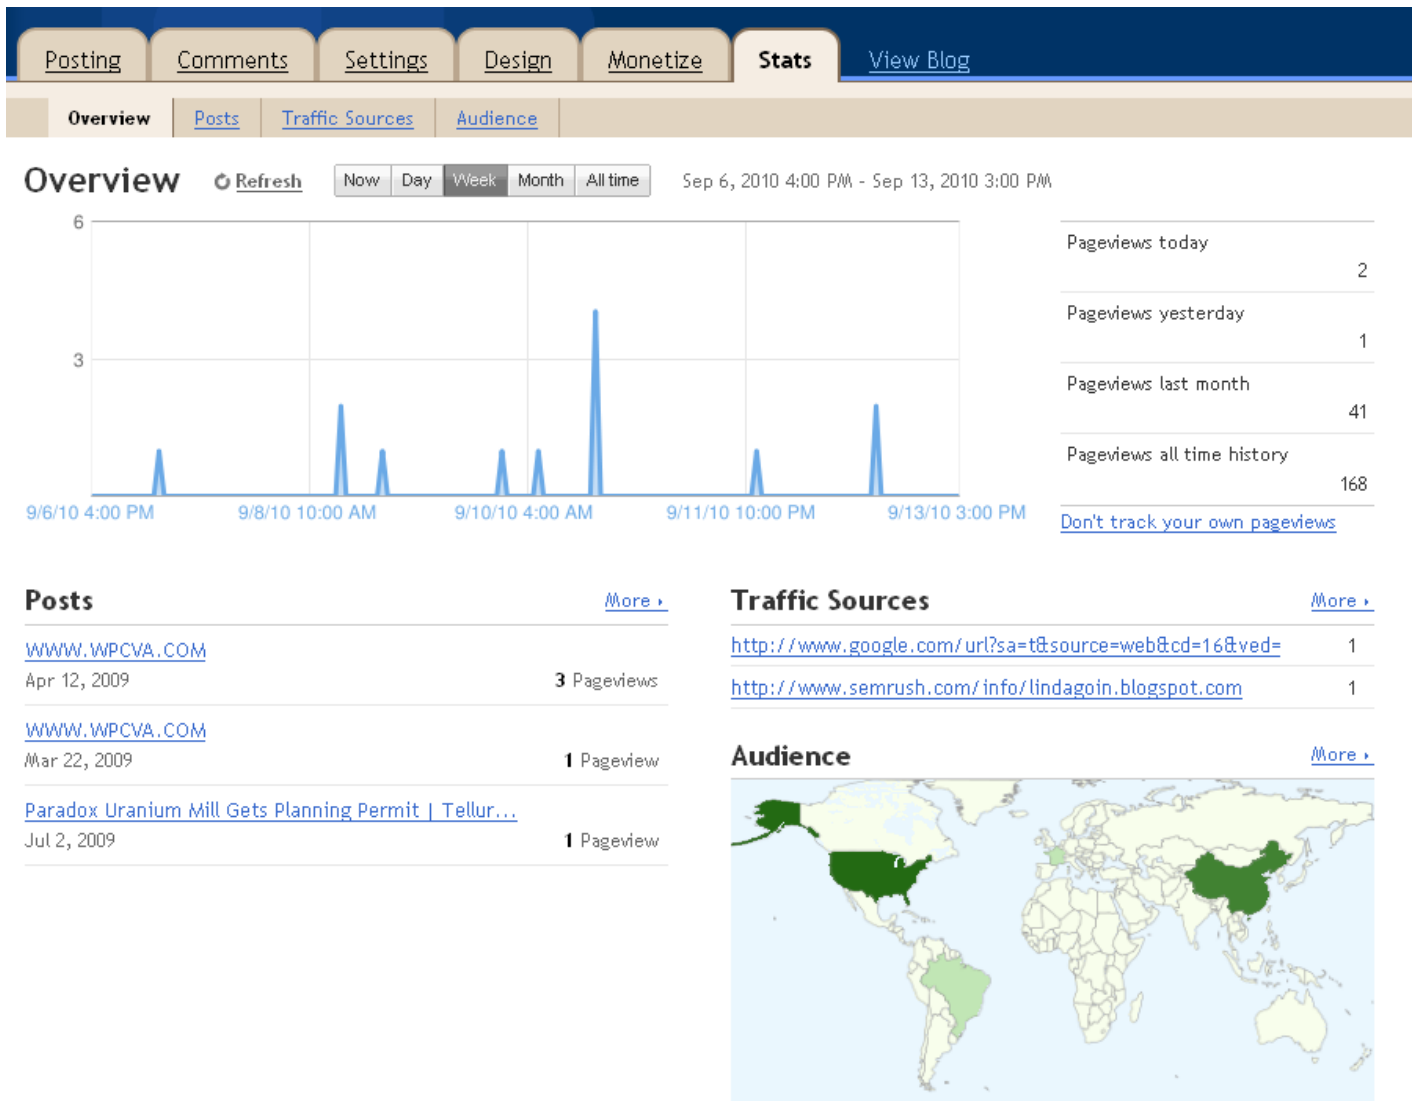 Posting Comments Settings Design Monetize Stats View Blog
Overview Posts Traffic Sources Audience
Overview Refresh Now Day Week Month All time Sep 6, 2010 4:00 PM - Sep 13, 2010 3:00 PM
6
3
9/6/10 4:00 PM 9/8/10 10:00 AM 9/10/10 4:00 AM 9/11/10 10:00 PM 9/13/10 3:00 PM
Pageviews today
2
Pageviews yesterday
1
Pageviews last month
41
Pageviews all time history
168
Don't track your own pageviews
Posts More
WWW.WPCVA.COM
Apr 12, 2009 3 Pageviews
WWW.WPCVA.COM
Mar 22, 2009 1 Pageview
Paradox Uranium Mill Gets Planning Permit | Tellur...
Jul 2, 2009 1 Pageview
Traffic Sources More
http://www.google.com/url?sa=t&source=web&cd=16&ved= 1
http://www.semrush.com/info/lindagoin.blogspot.com 1
Audience More